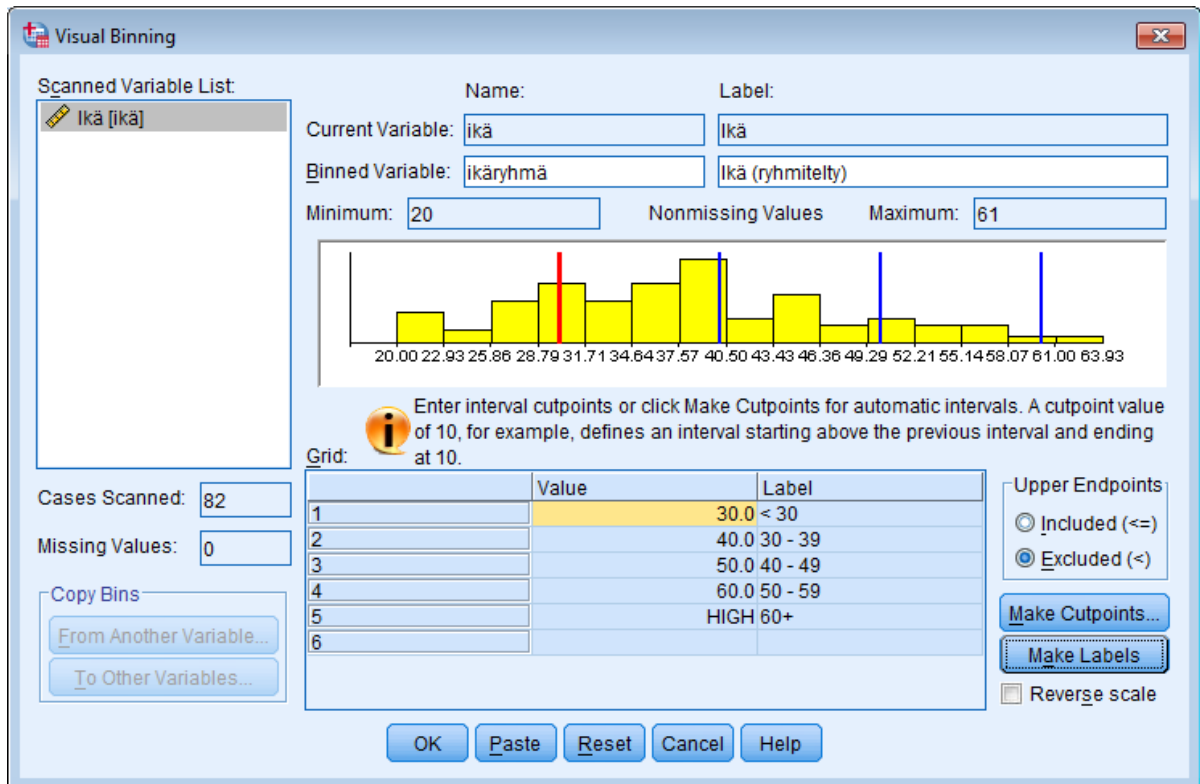 Visual Binning
Scanned Variable List:
Ikä [ikä]
Name: Label:
Current Variable: ikä Ikä
Binned Variable: ikäryhmä Ikä (ryhmitelty)
Minimum: 20 Nonmissing Values Maximum: 61
20.00 22.93 25.86 28.79 31.71 34.64 37.57 40.50 43.43 46.36 49.29 52.21 55.14 58.07 61.00 63.93
Enter interval cutpoints or click Make Cutpoints for automatic intervals. A cutpoint value
of 10, for example, defines an interval starting above the previous interval and ending
at 10.
Grid:
Value Label
1 30.0 < 30
2 40.0 30 - 39
3 50.0 40 - 49
4 60.0 50 - 59
5 HIGH 60+
6
Cases Scanned: 82
Missing Values: 0
Copy Bins
From Another Variable...
To Other Variables...
Upper Endpoints
Included (<=)
Excluded (<)
Make Cutpoints...
Make Labels
Reverse scale
OK Paste Reset Cancel Help